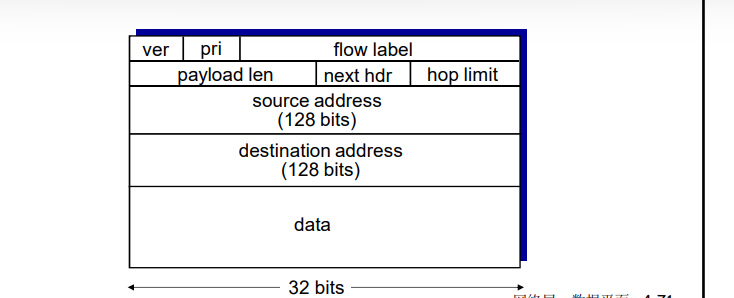 ver pri flow label
payload len next hdr hop limit
source address
(128 bits)
destination address
(128 bits)
data
32 bits